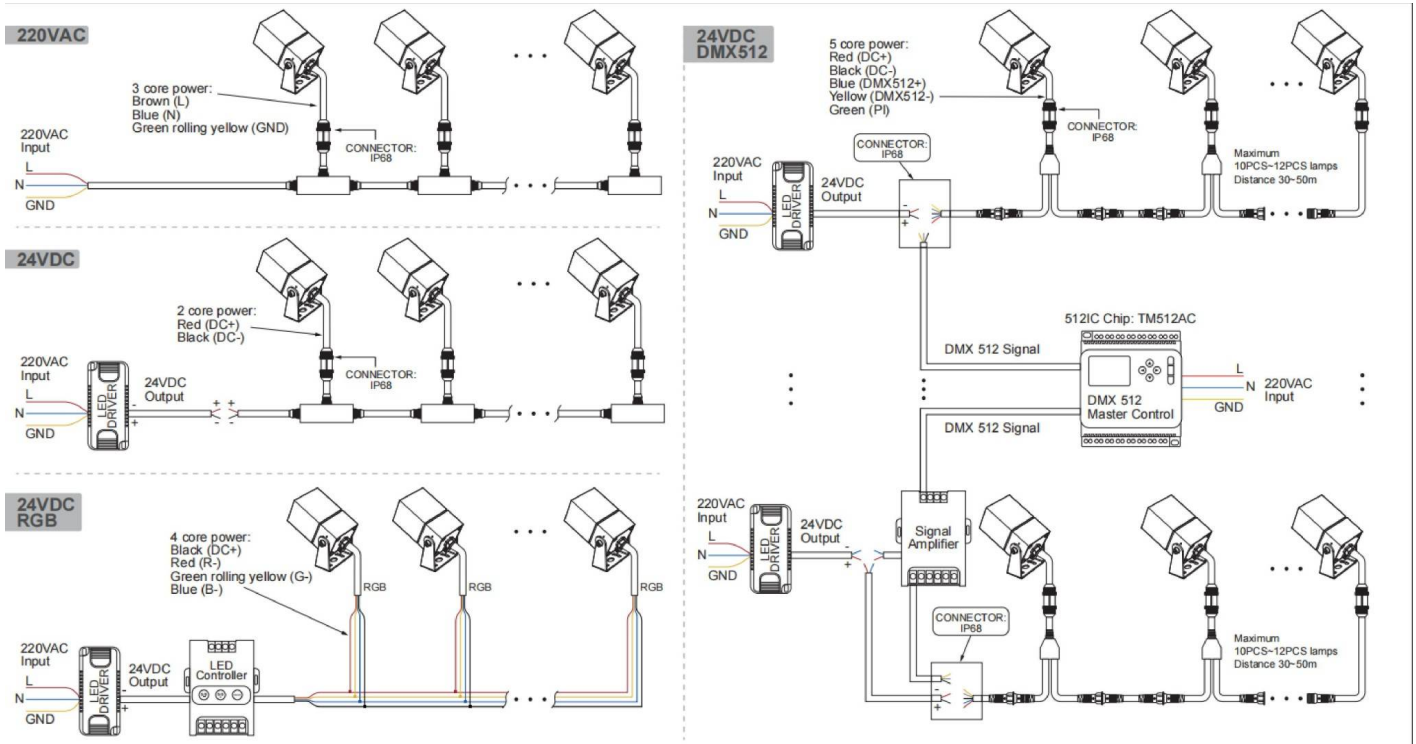 220VAC
3 core power:
Brown (L)
Blue (N)
Green rolling yellow (GND)
220VAC
Input
L
N
GND
CONNECTOR:
IP68
24VDC
2 core power:
Red (DC+)
Black (DC-)
220VAC
Input
L
N
GND
LED
DRIVER
-
+
24VDC
Output
+ +
- -
CONNECTOR:
IP68
24VDC
RGB
4 core power:
Black (DC+)
Red (R-)
Green rolling yellow (G-)
Blue (B-)
RGB
RGB
RGB
220VAC
Input
L
N
GND
LED
DRIVER
-
+
24VDC
Output
LED
Controller
24VDC
DMX512
5 core power:
Red (DC+)
Black (DC-)
Blue (DMX512+)
Yellow (DMX512-)
Green (PI)
CONNECTOR:
IP68
CONNECTOR:
IP68
220VAC
Input
L
N
GND
LED
DRIVER
24VDC
Output
-
+
Maximum
10PCS~12PCS lamps
Distance 30~50m
512IC Chip: TM512AC
DMX 512 Signal
DMX 512
Master Control
L
N
GND
220VAC
Input
DMX 512 Signal
220VAC
Input
L
N
GND
LED
DRIVER
24VDC
Output
-
+
Signal
Amplifier
CONNECTOR:
IP68
-
+
Maximum
10PCS~12PCS lamps
Distance 30~50m